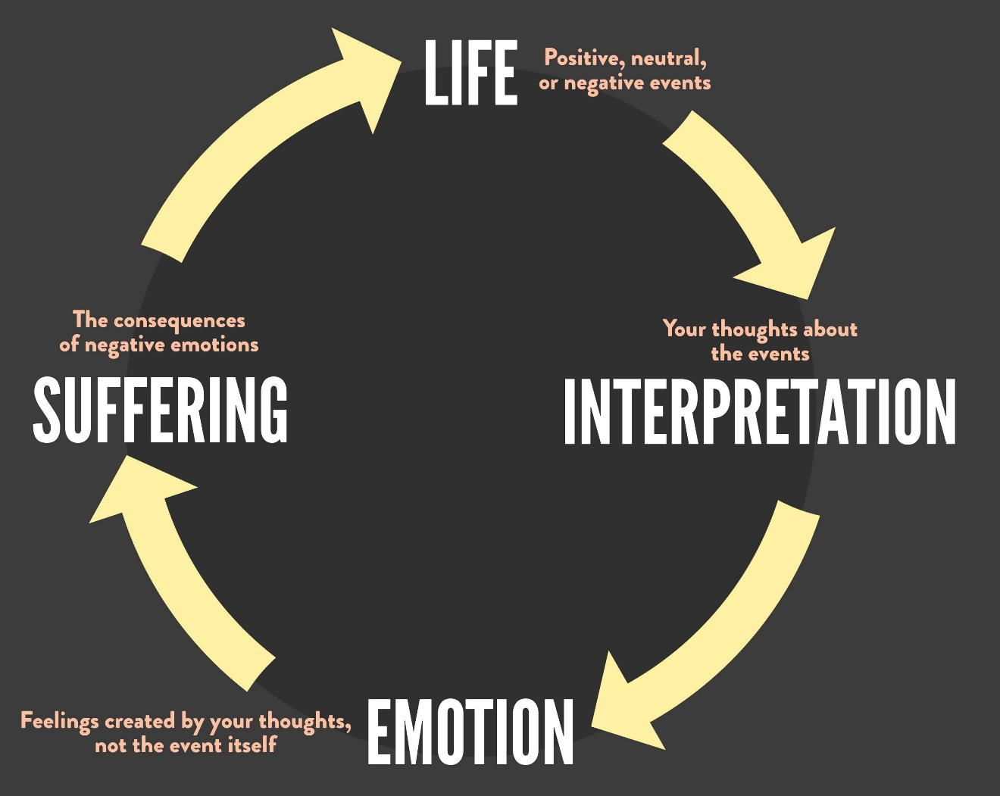 LIFE
Positive, neutral,
or negative events
Your thoughts about
the events
INTERPRETATION
EMOTION
Feelings created by your thoughts,
not the event itself
The consequences
of negative emotions
SUFFERING